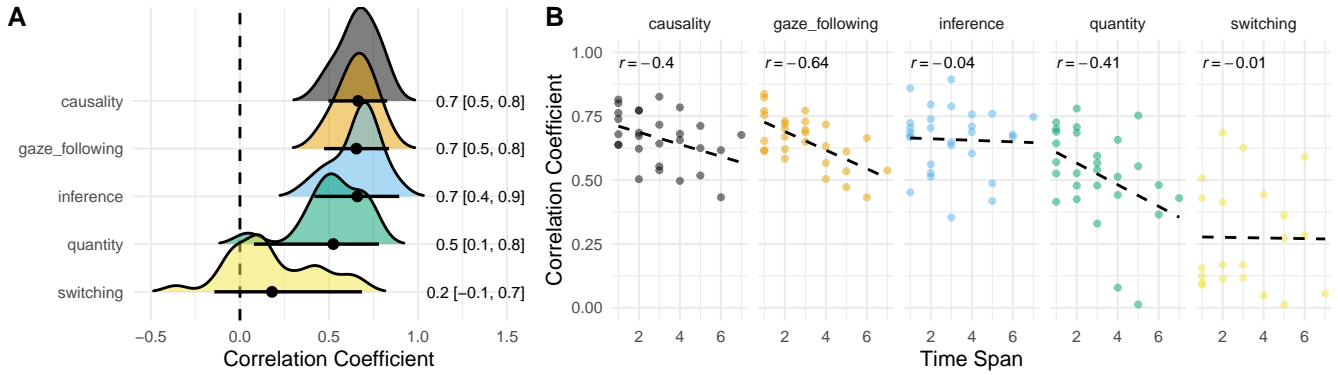 A
causality
gaze_following
inference
quantity
switching
0.7 [0.5, 0.8]
0.7 [0.5, 0.8]
0.7 [0.4, 0.9]
0.5 [0.1, 0.8]
0.2 [−0.1, 0.7]
−0.5 0.0 0.5 1.0 1.5
Correlation Coefficient
B
causality gaze_following inference quantity switching
r = −0.4 r = −0.64 r = −0.04 r = −0.41 r = −0.01
1.00
0.75
0.50
0.25
0.00
Correlation Coefficient
2 4 6 2 4 6 2 4 6 2 4 6 2 4 6
Time Span